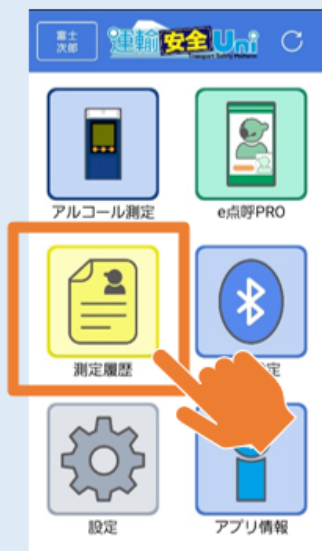 富士
次郎
運輸安全Uni
Transport Safety Platform
アルコール測定
e点呼PRO
測定履歴
定
設定
アプリ情報